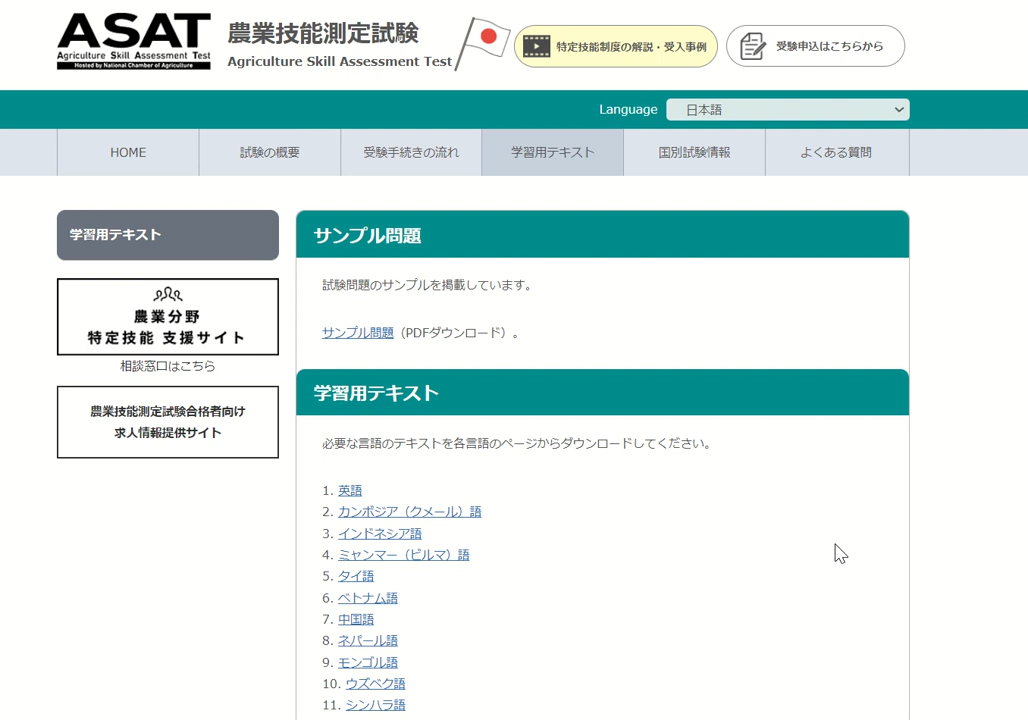 ASAT
Agriculture Skill Assessment Test
Hosted by National Chamber of Agriculture
農業技能測定試験
Agriculture Skill Assessment Test
特定技能制度の解説・受入事例
受験申込はこちらから
Language 日本語
HOME 試験の概要 受験手続きの流れ 学習用テキスト 国別試験情報 よくある質問
学習用テキスト
農業分野
特定技能 支援サイト
相談窓口はこちら
農業技能測定試験合格者向け
求人情報提供サイト
サンプル問題
試験問題のサンプルを掲載しています。
サンプル問題（PDFダウンロード）。
学習用テキスト
必要な言語のテキストを各言語のページからダウンロードしてください。
1. 英語
2. カンボジア（クメール）語
3. インドネシア語
4. ミャンマー（ビルマ）語
5. タイ語
6. ベトナム語
7. 中国語
8. ネパール語
9. モンゴル語
10. ウズベク語
11. シンハラ語